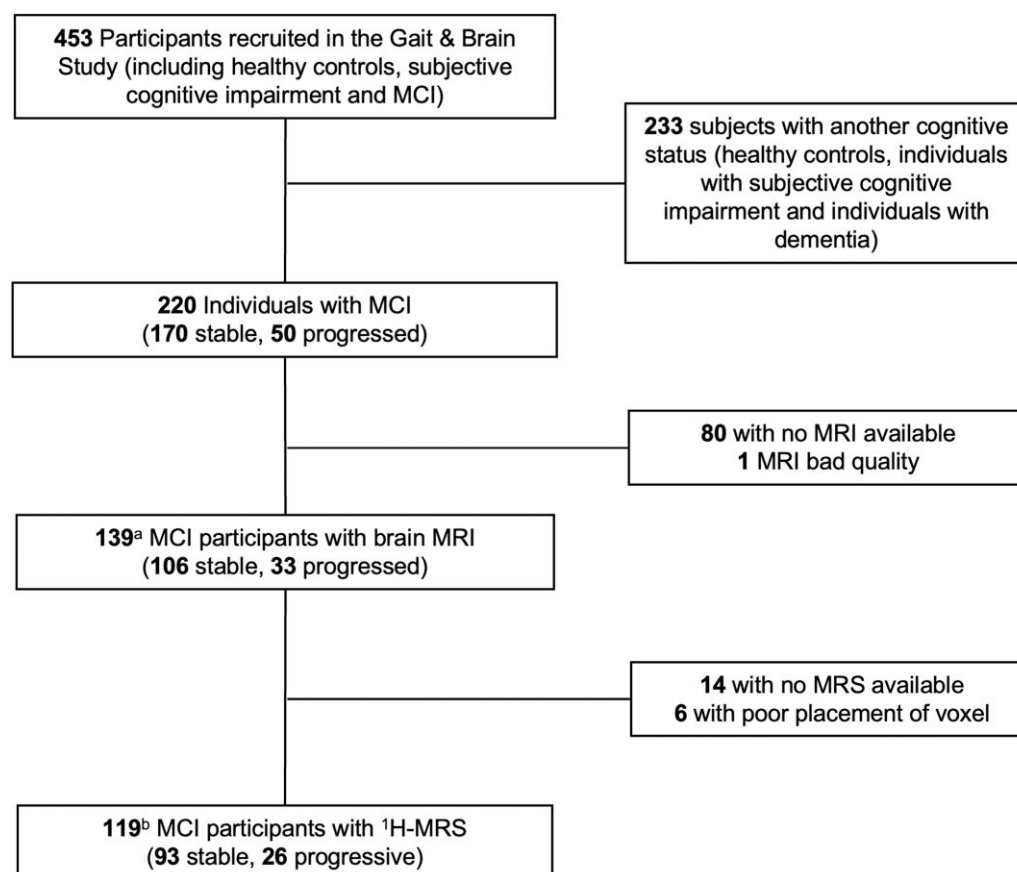 453 Participants recruited in the Gait & Brain
Study (including healthy controls, subjective
cognitive impairment and MCI)
233 subjects with another cognitive
status (healthy controls, individuals
with subjective cognitive
impairment and individuals with
dementia)
220 Individuals with MCI
(170 stable, 50 progressed)
80 with no MRI available
1 MRI bad quality
139ᵃ MCI participants with brain MRI
(106 stable, 33 progressed)
14 with no MRS available
6 with poor placement of voxel
119ᵇ MCI participants with ¹H-MRS
(93 stable, 26 progressive)